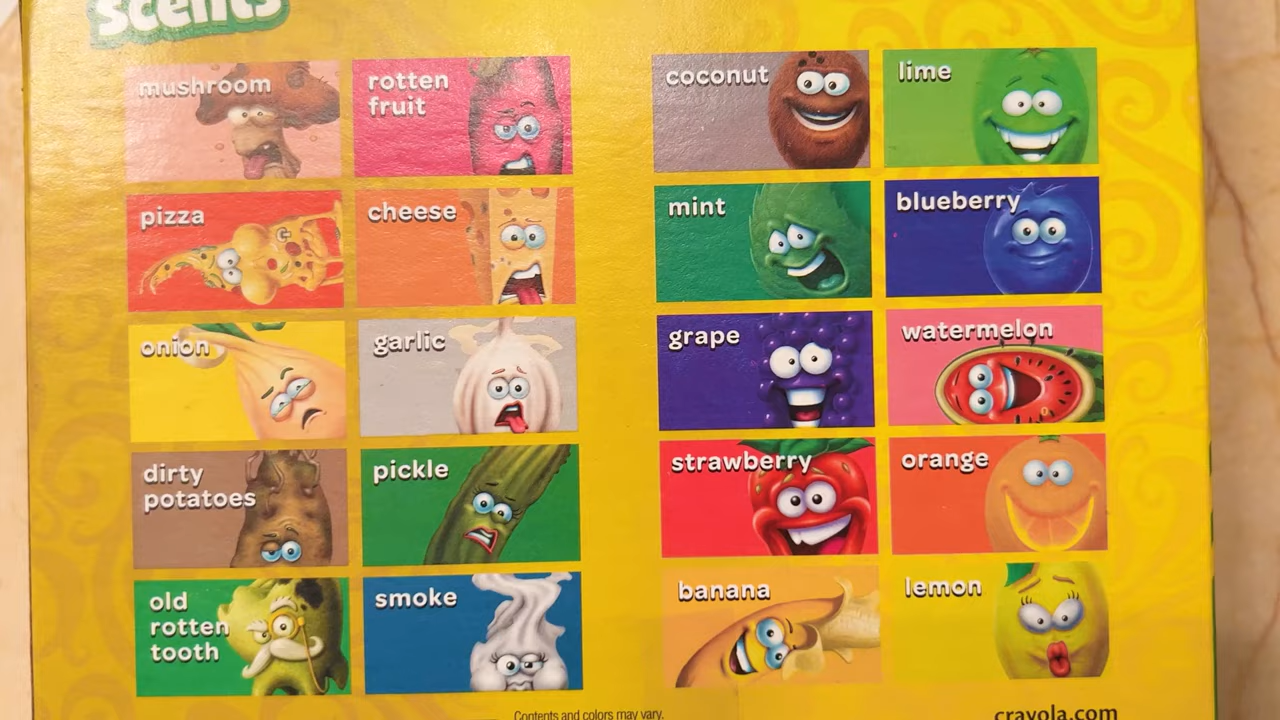 Scents
mushroom
rotten
fruit
pizza
cheese
onion
garlic
dirty
potatoes
pickle
old
rotten
tooth
smoke
coconut
lime
mint
blueberry
grape
watermelon
strawberry
orange
banana
lemon
Contents and colors may vary.
crayola.com